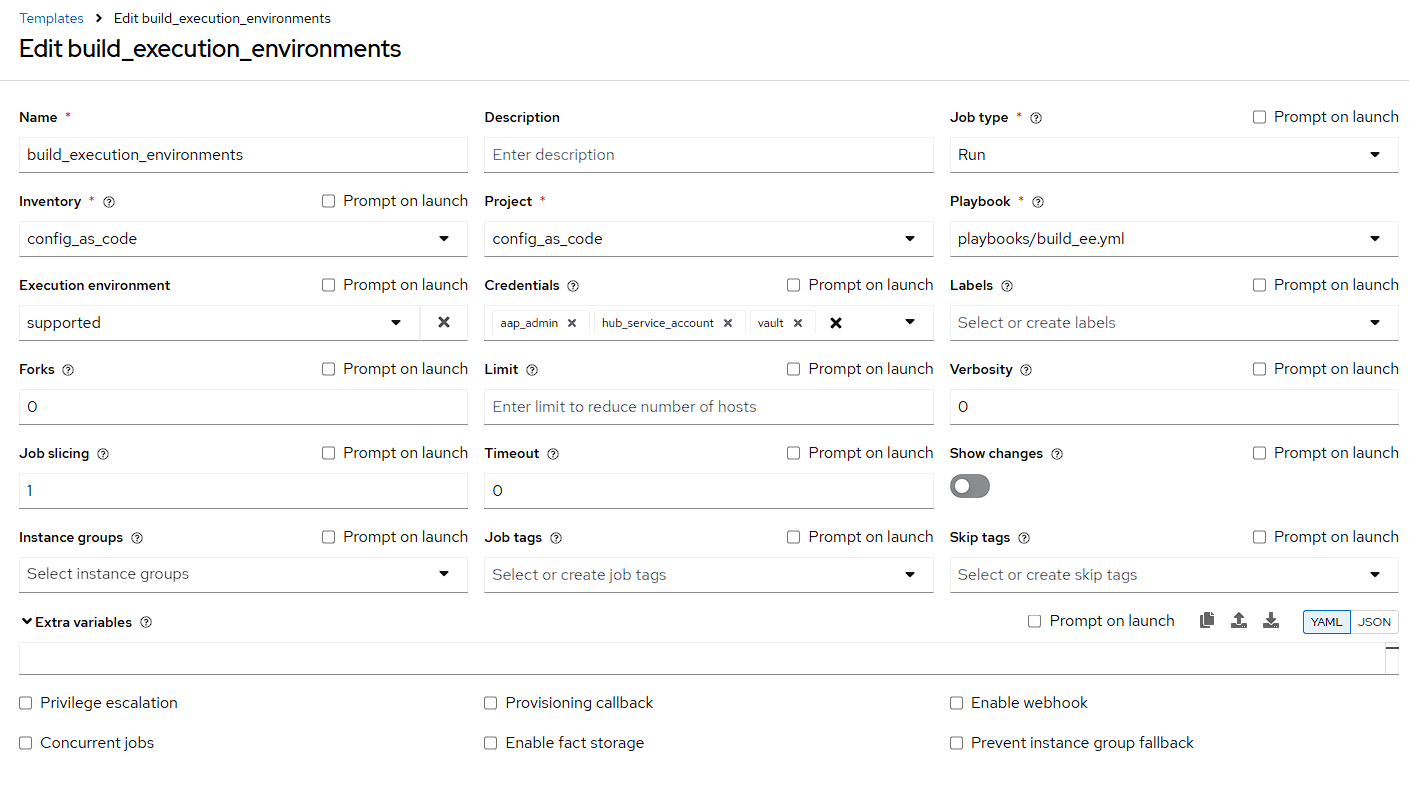 Templates > Edit build_execution_environments
Edit build_execution_environments
Name * Description Job type * Prompt on launch
build_execution_environments Enter description Run
Inventory * Prompt on launch Project * Playbook *
config_as_code config_as_code playbooks/build_ee.yml
Execution environment Prompt on launch Credentials Prompt on launch Labels Prompt on launch
supported aap_admin hub_service_account vault Select or create labels
Forks Prompt on launch Limit Prompt on launch Verbosity Prompt on launch
0 Enter limit to reduce number of hosts 0
Job slicing Prompt on launch Timeout Prompt on launch Show changes Prompt on launch
1 0
Instance groups Prompt on launch Job tags Prompt on launch Skip tags Prompt on launch
Select instance groups Select or create job tags Select or create skip tags
Extra variables Prompt on launch YAML JSON
Privilege escalation Provisioning callback Enable webhook
Concurrent jobs Enable fact storage Prevent instance group fallback